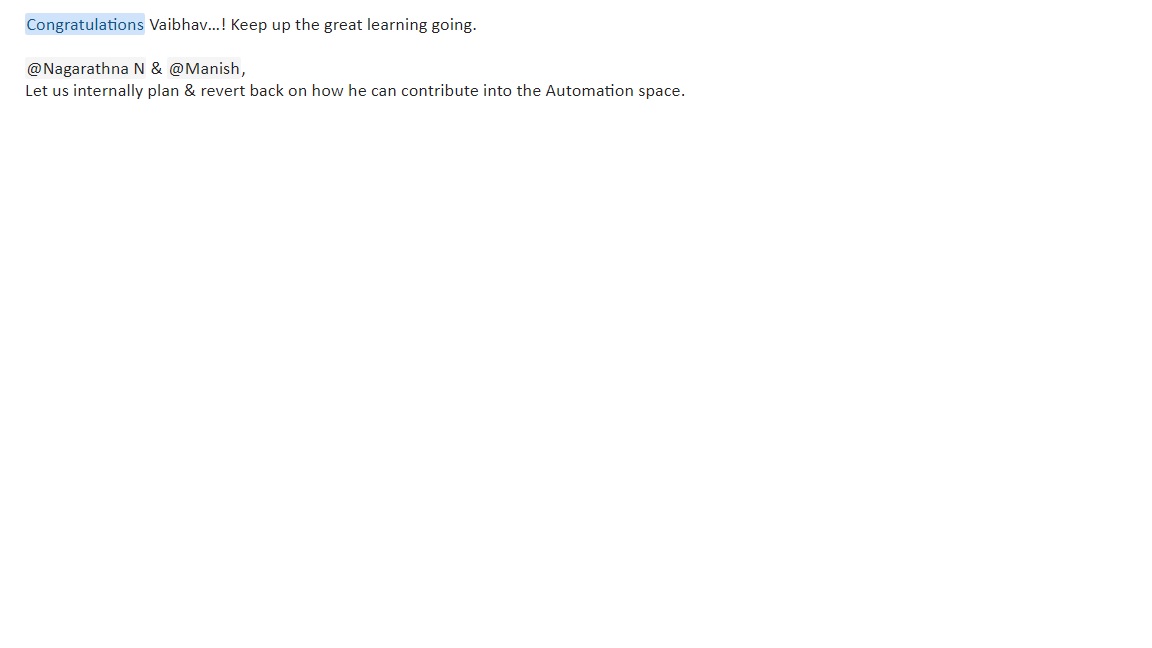 Congratulations Vaibhav...! Keep up the great learning going.
@Nagarathna N & @Manish,
Let us internally plan & revert back on how he can contribute into the Automation space.